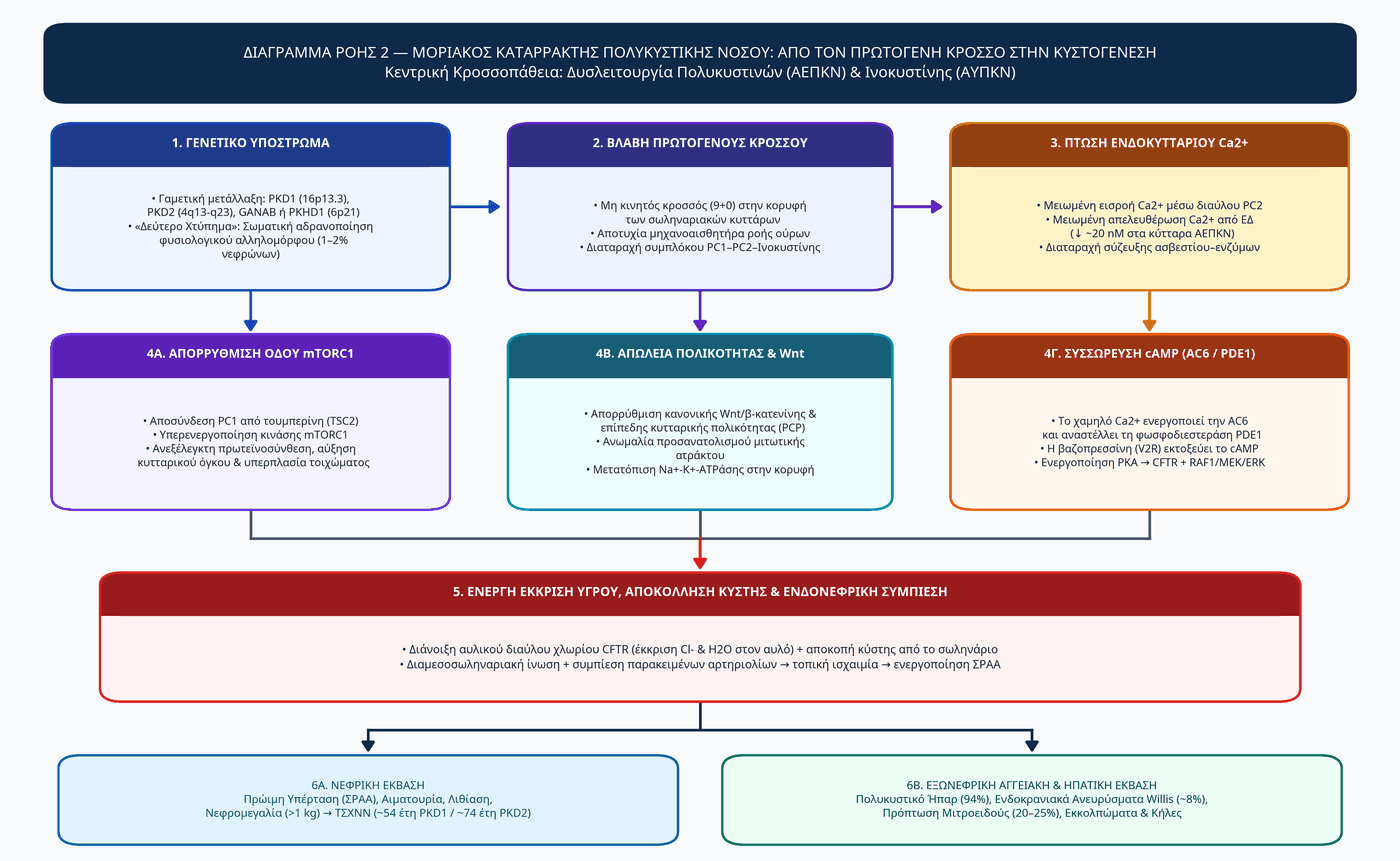 ΔΙΑΓΡΑΜΜΑ ΡΟΗΣ 2 — ΜΟΡΙΑΚΟΣ ΚΑΤΑΡΡΑΚΤΗΣ ΠΟΛΥΚΥΣΤΙΚΗΣ ΝΟΣΟΥ: ΑΠΟ ΤΟΝ ΠΡΩΤΟΓΕΝΗ ΚΡΟΣΣΟ ΣΤΗΝ ΚΥΣΤΟΓΕΝΕΣΗ
Κεντρική Κροσσοπάθεια: Δυσλειτουργία Πολυκυστινών (ΑΕΠΚΝ) & Ινοκυστίνης (ΑΥΠΚΝ)
1. ΓΕΝΕΤΙΚΟ ΥΠΟΣΤΡΩΜΑ
• Γαμετική μετάλλαξη: PKD1 (16p13.3),
PKD2 (4q13-q23), GANAB ή PKHD1 (6p21)
• «Δεύτερο Χτύπημα»: Σωματική αδρανοποίηση
φυσιολογικού αλληλομόρφου (1–2%
νεφρώνων)
2. ΒΛΑΒΗ ΠΡΩΤΟΓΕΝΟΥΣ ΚΡΟΣΣΟΥ
• Μη κινητός κροσσός (9+0) στην κορυφή
των σωληναριακών κυττάρων
• Αποτυχία μηχανοαισθητήρα ροής ούρων
• Διαταραχή συμπλόκου PC1–PC2–Ινοκυστίνης
3. ΠΤΩΣΗ ΕΝΔΟΚΥΤΤΑΡΙΟΥ Ca2+
• Μειωμένη εισροή Ca2+ μέσω διαύλου PC2
• Μειωμένη απελευθέρωση Ca2+ από ΕΔ
(↓ ~20 nM στα κύτταρα ΑΕΠΚΝ)
• Διαταραχή σύζευξης ασβεστίου–ενζύμων
4Α. ΑΠΟΡΡΥΘΜΙΣΗ ΟΔΟΥ mTORC1
• Αποσύνδεση PC1 από τουμπερίνη (TSC2)
• Υπερενεργοποίηση κινάσης mTORC1
• Ανεξέλεγκτη πρωτεϊνοσύνθεση, αύξηση
κυτταρικού όγκου & υπερπλασία τοιχώματος
4Β. ΑΠΩΛΕΙΑ ΠΟΛΙΚΟΤΗΤΑΣ & Wnt
• Απορρύθμιση κανονικής Wnt/β-κατενίνης &
επίπεδης κυτταρικής πολικότητας (PCP)
• Ανωμαλία προσανατολισμού μιτωτικής
ατράκτου
• Μετατόπιση Na+-K+-ATPάσης στην κορυφή
4Γ. ΣΥΣΣΩΡΕΥΣΗ cAMP (AC6 / PDE1)
• Το χαμηλό Ca2+ ενεργοποιεί την AC6
και αναστέλλει τη φωσφοδιεστεράση PDE1
• Η βαζοπρεσσίνη (V2R) εκτοξεύει το cAMP
• Ενεργοποίηση PKA → CFTR + RAF1/MEK/ERK
5. ΕΝΕΡΓΗ ΕΚΚΡΙΣΗ ΥΓΡΟΥ, ΑΠΟΚΟΛΛΗΣΗ ΚΥΣΤΗΣ & ΕΝΔΟΝΕΦΡΙΚΗ ΣΥΜΠΙΕΣΗ
• Διάνοιξη αυλικού διαύλου χλωρίου CFTR (έκκριση Cl- & H2O στον αυλό) + αποκοπή κύστης από το σωληνάριο
• Διαμεσοσωληναριακή ίνωση + συμπίεση παρακειμένων αρτηριολίων → τοπική ισχαιμία → ενεργοποίηση ΣΡΑΑ
6Α. ΝΕΦΡΙΚΗ ΕΚΒΑΣΗ
Πρώιμη Υπέρταση (ΣΡΑΑ), Αιματουρία, Λιθίαση,
Νεφρομεγαλία (>1 kg) → ΤΣΧΝΝ (~54 έτη PKD1 / ~74 έτη PKD2)
6Β. ΕΞΩΝΕΦΡΙΚΗ ΑΓΓΕΙΑΚΗ & ΗΠΑΤΙΚΗ ΕΚΒΑΣΗ
Πολυκυστικό Ήπαρ (94%), Ενδοκρανιακά Ανευρύσματα Willis (~8%),
Πρόπτωση Μιτροειδούς (20–25%), Εκκολπώματα & Κήλες